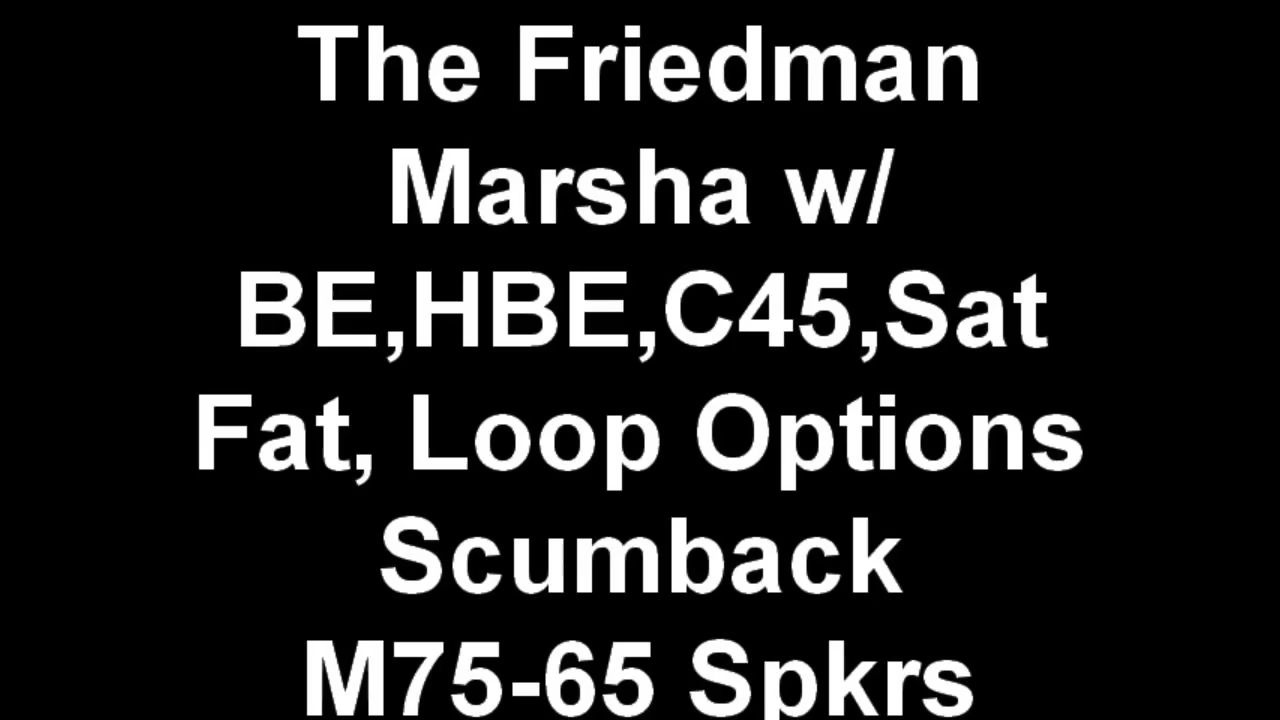 The Friedman
Marsha w/
BE,HBE,C45,Sat
Fat, Loop Options
Scumback
M75-65 Spkrs